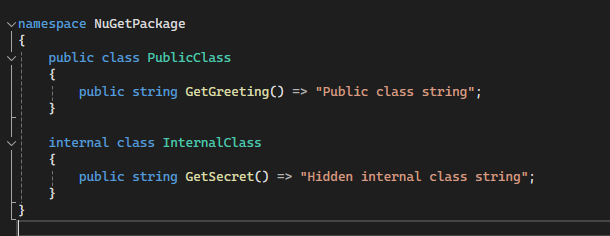 namespace NuGetPackage
{
    public class PublicClass
    {
        public string GetGreeting() => "Public class string";
    }

    internal class InternalClass
    {
        public string GetSecret() => "Hidden internal class string";
    }
}